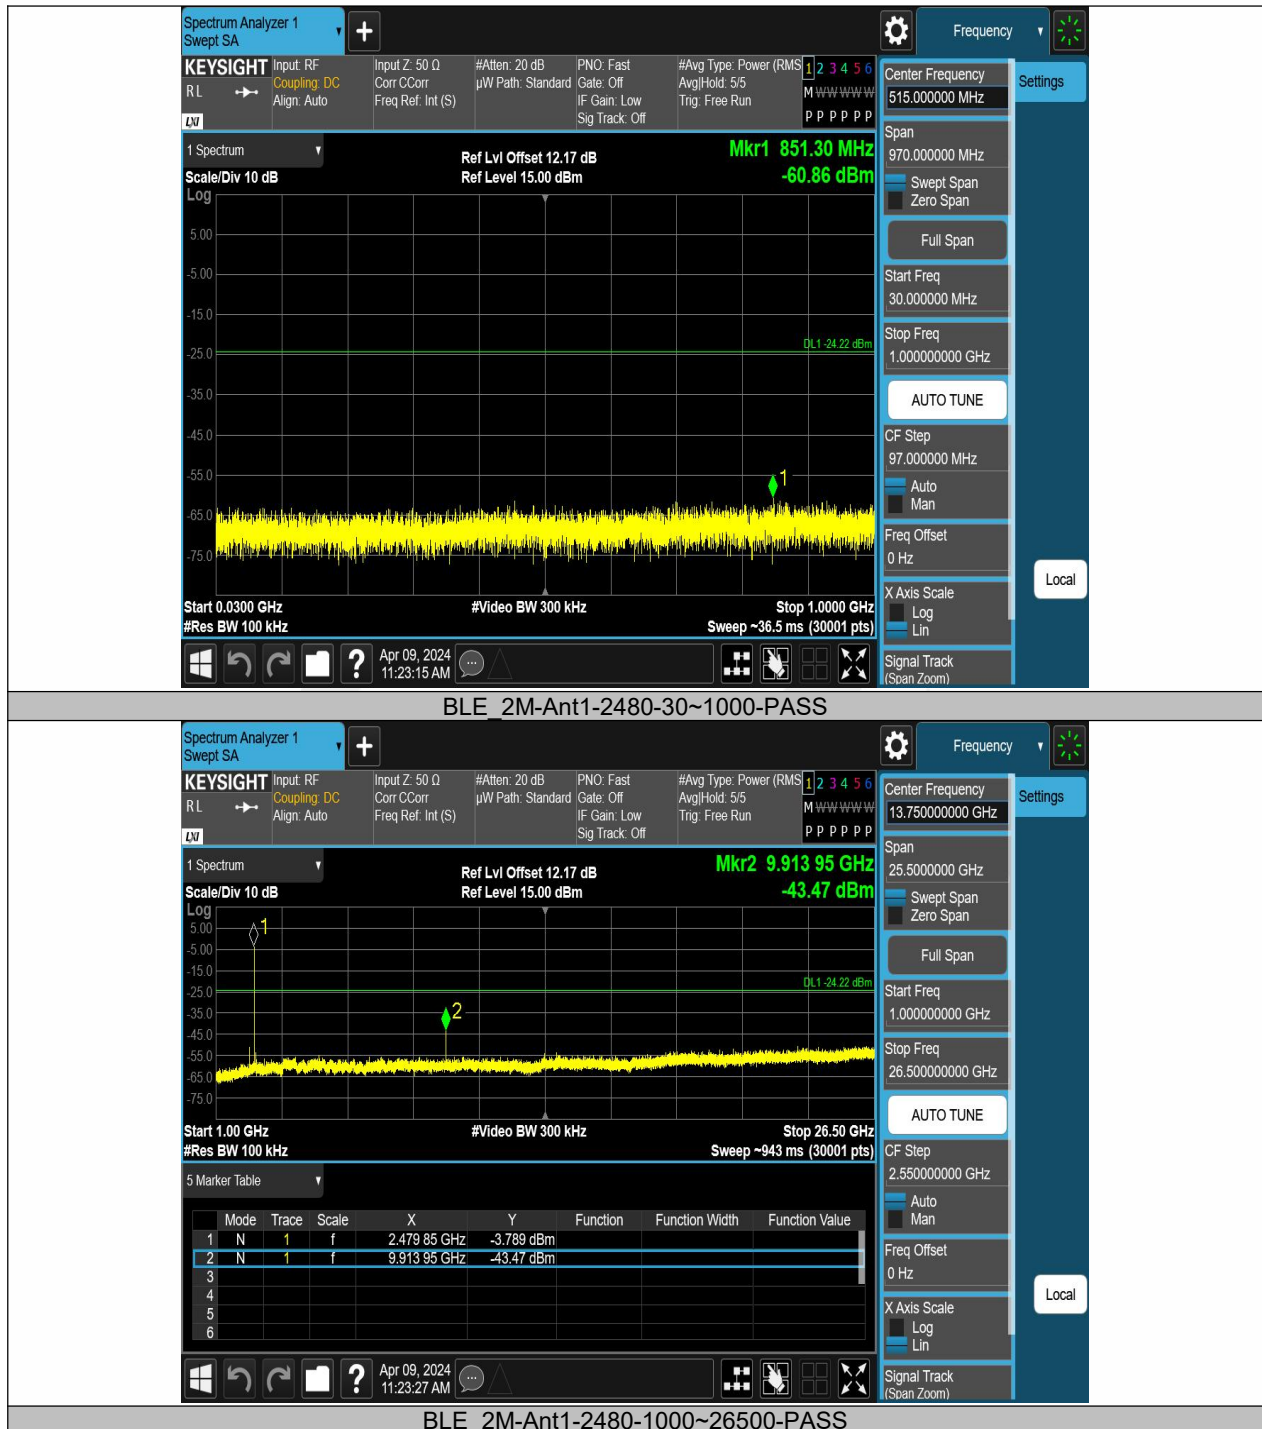 Spectrum Analyzer 1
Swept SA
+
Frequency
KEYSIGHT
RL
LXI
Input: RF
Coupling: DC
Align: Auto
Input Z: 50 Ω
Corr CCorr
Freq Ref: Int (S)
#Atten: 20 dB
µW Path: Standard
PNO: Fast
Gate: Off
IF Gain: Low
Sig Track: Off
#Avg Type: Power (RMS
Avg|Hold: 5/5
Trig: Free Run
1 2 3 4 5 6
M W W W W W
P P P P P P
Center Frequency
515.000000 MHz
Settings
Span
970.000000 MHz
Swept Span
Zero Span
Full Span
Start Freq
30.000000 MHz
Stop Freq
1.000000000 GHz
AUTO TUNE
CF Step
97.000000 MHz
Auto
Man
Freq Offset
0 Hz
X Axis Scale
Log
Lin
Signal Track
(Span Zoom)
Local
1 Spectrum
Scale/Div 10 dB
Log
Ref Lvl Offset 12.17 dB
Ref Level 15.00 dBm
Mkr1 851.30 MHz
-60.86 dBm
5.00
-5.00
-15.0
-25.0
-35.0
-45.0
-55.0
-65.0
-75.0
DL1 -24.22 dBm
1
Start 0.0300 GHz
#Res BW 100 kHz
#Video BW 300 kHz
Stop 1.0000 GHz
Sweep ~36.5 ms (30001 pts)
?
Apr 09, 2024
11:23:15 AM
BLE_2M-Ant1-2480-30~1000-PASS
Spectrum Analyzer 1
Swept SA
+
Frequency
KEYSIGHT
RL
LXI
Input: RF
Coupling: DC
Align: Auto
Input Z: 50 Ω
Corr CCorr
Freq Ref: Int (S)
#Atten: 20 dB
µW Path: Standard
PNO: Fast
Gate: Off
IF Gain: Low
Sig Track: Off
#Avg Type: Power (RMS
Avg|Hold: 5/5
Trig: Free Run
1 2 3 4 5 6
M W W W W W
P P P P P P
Center Frequency
13.750000000 GHz
Settings
Span
25.5000000 GHz
Swept Span
Zero Span
Full Span
Start Freq
1.000000000 GHz
Stop Freq
26.500000000 GHz
AUTO TUNE
CF Step
2.550000000 GHz
Auto
Man
Freq Offset
0 Hz
X Axis Scale
Log
Lin
Signal Track
(Span Zoom)
Local
1 Spectrum
Scale/Div 10 dB
Log
Ref Lvl Offset 12.17 dB
Ref Level 15.00 dBm
Mkr2 9.913 95 GHz
-43.47 dBm
5.00
-5.00
-15.0
-25.0
-35.0
-45.0
-55.0
-65.0
-75.0
1
2
DL1 -24.22 dBm
Start 1.00 GHz
#Res BW 100 kHz
#Video BW 300 kHz
Stop 26.50 GHz
Sweep ~943 ms (30001 pts)
5 Marker Table
Mode Trace Scale X Y Function Function Width Function Value
1 N 1 f 2.479 85 GHz -3.789 dBm
2 N 1 f 9.913 95 GHz -43.47 dBm
3
4
5
6
?
Apr 09, 2024
11:23:27 AM
BLE_2M-Ant1-2480-1000~26500-PASS